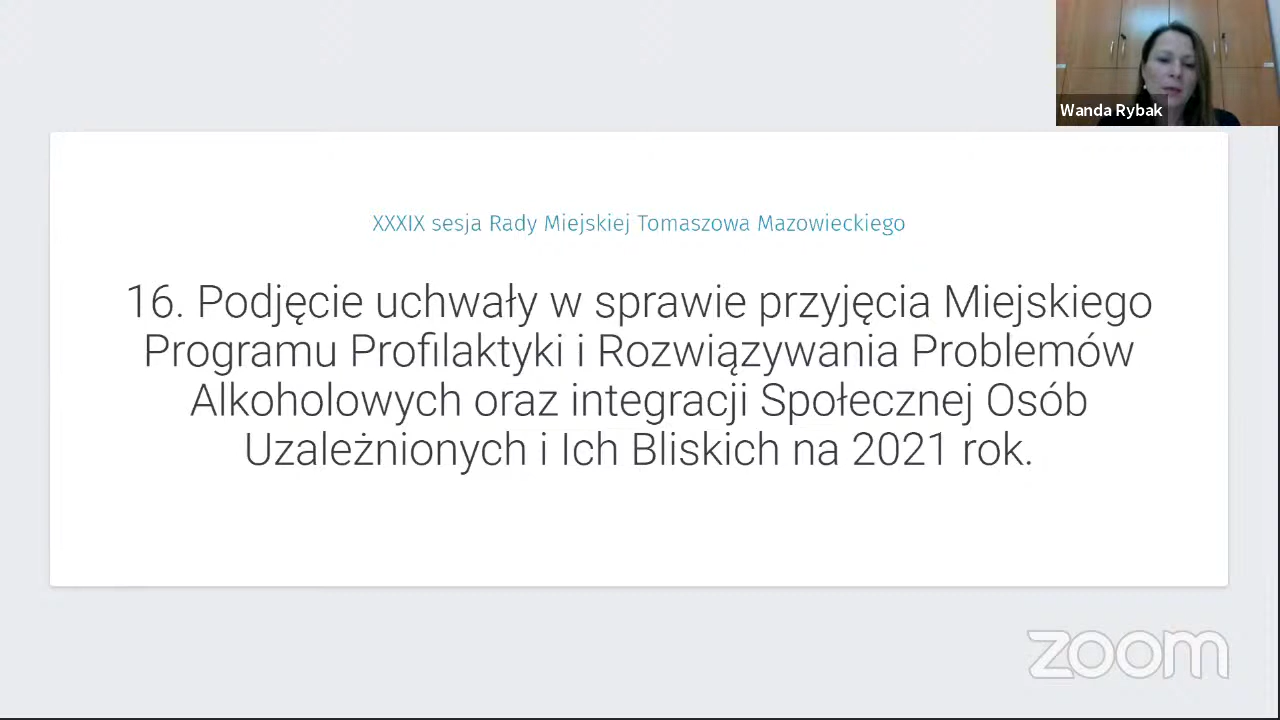 Wanda Rybak
XXXIX sesja Rady Miejskiej Tomaszowa Mazowieckiego
16. Podjęcie uchwały w sprawie przyjęcia Miejskiego
Programu Profilaktyki i Rozwiązywania Problemów
Alkoholowych oraz integracji Społecznej Osób
Uzależnionych i Ich Bliskich na 2021 rok.
zoom